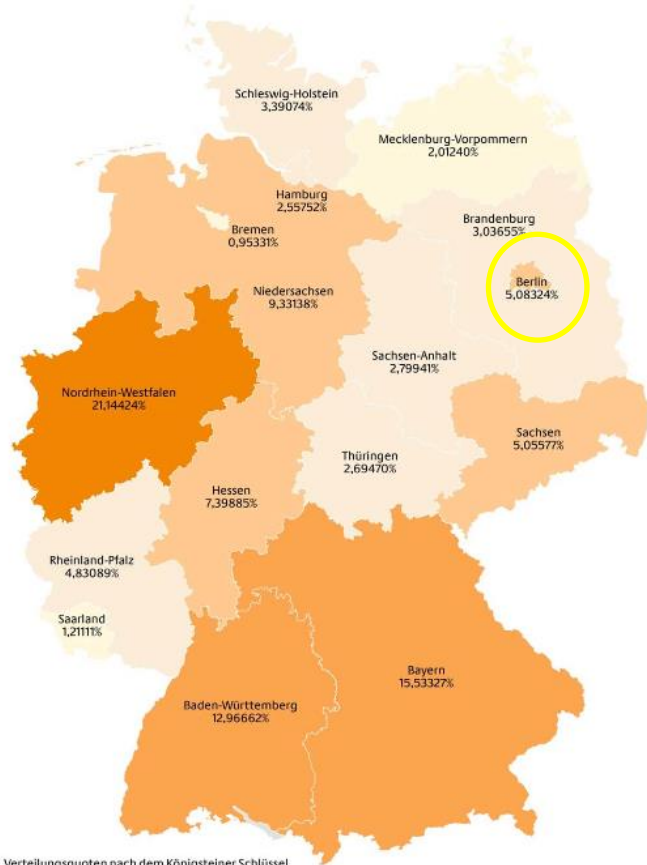 Schleswig-Holstein
3,39074%
Mecklenburg-Vorpommern
2,01240%
Hamburg
2,55752%
Bremen
0,95331%
Brandenburg
3,03655%
Berlin
5,08324%
Niedersachsen
9,33138%
Sachsen-Anhalt
2,79941%
Nordrhein-Westfalen
21,14424%
Sachsen
5,05577%
Thüringen
2,69470%
Hessen
7,39885%
Rheinland-Pfalz
4,83089%
Saarland
1,21111%
Bayern
15,53327%
Baden-Württemberg
12,96662%
Verteilungsquoten nach dem Königsteiner Schlüssel